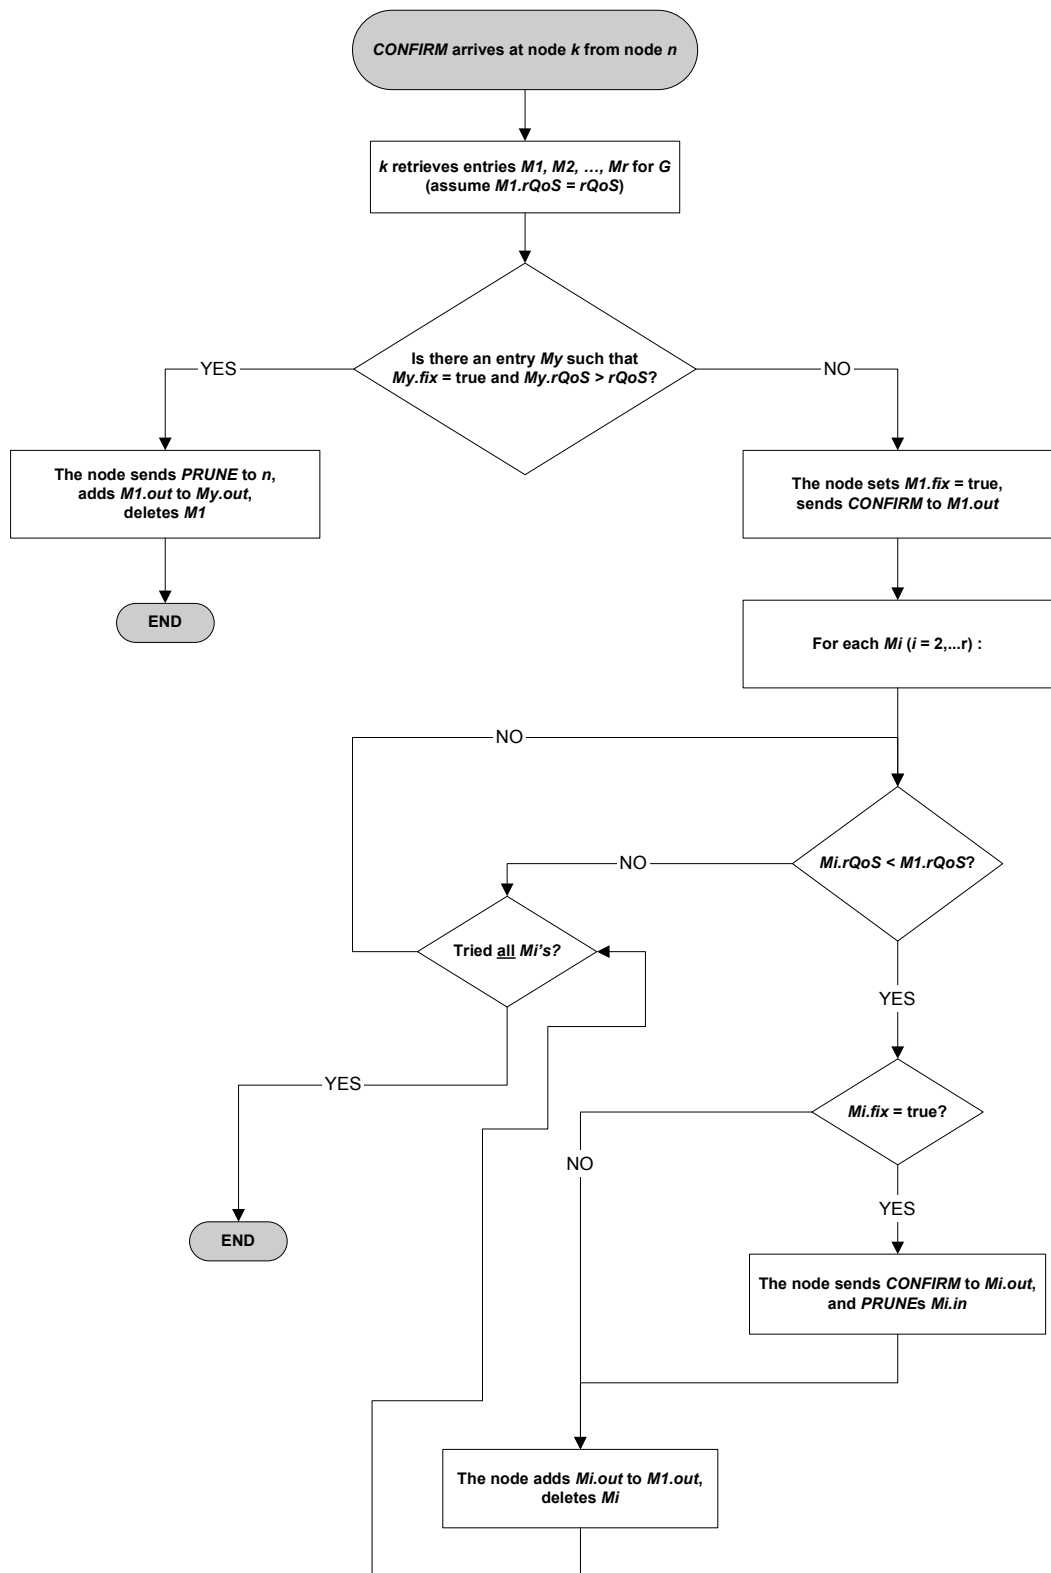 CONFIRM arrives at node k from node n
k retrieves entries M1, M2, ..., Mr for G
(assume M1.rQoS = rQoS)
Is there an entry My such that
My.fix = true and My.rQoS > rQoS?
YES
NO
The node sends PRUNE to n,
adds M1.out to My.out,
deletes M1
The node sets M1.fix = true,
sends CONFIRM to M1.out
END
For each Mi (i = 2,...r) :
NO
Mi.rQoS < M1.rQoS?
NO
Tried all Mi's?
YES
YES
Mi.fix = true?
NO
YES
END
The node sends CONFIRM to Mi.out,
and PRUNEs Mi.in
The node adds Mi.out to M1.out,
deletes Mi